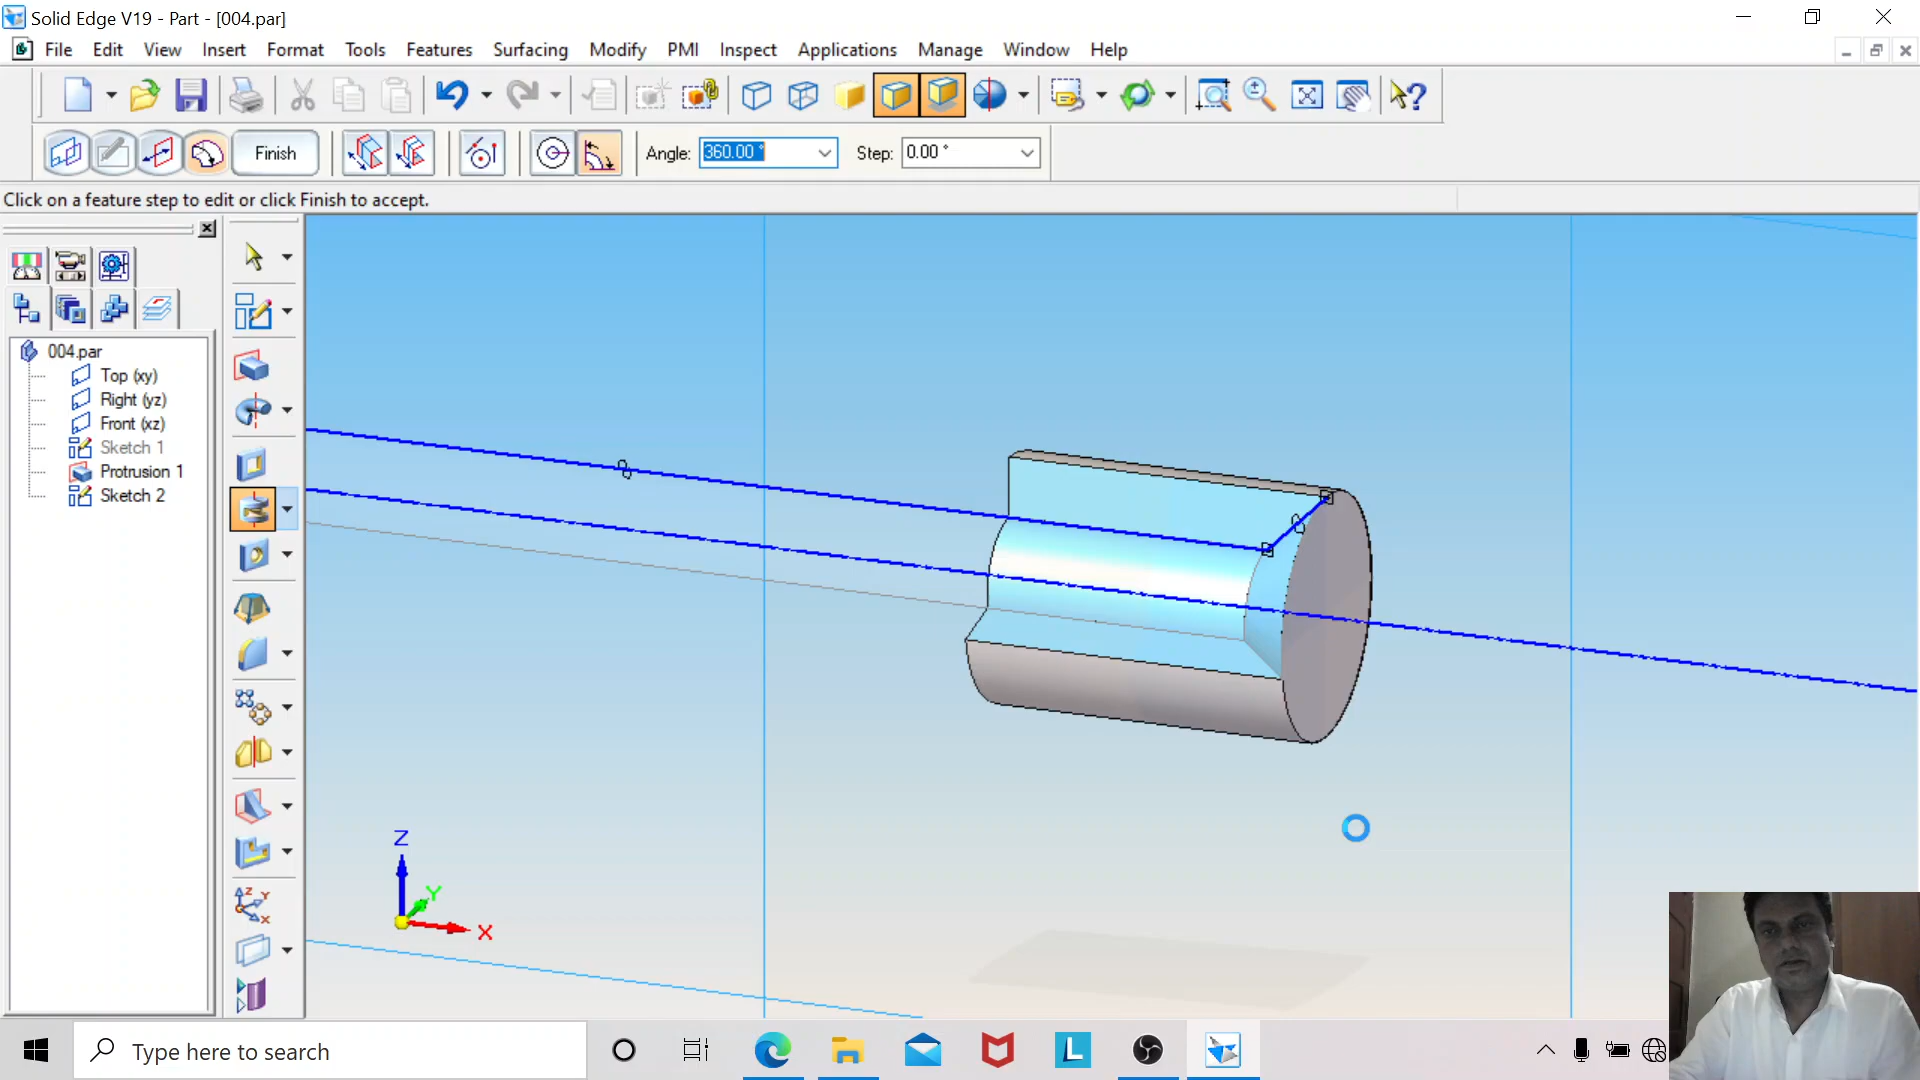 Solid Edge V19 - Part - [004.par]
File Edit View Insert Format Tools Features Surfacing Modify PMI Inspect Applications Manage Window Help
Finish Angle: 360.00 ° Step: 0.00 °
Click on a feature step to edit or click Finish to accept.
004.par
Top (xy)
Right (yz)
Front (xz)
Sketch 1
Protrusion 1
Sketch 2
Z
Y
X
Type here to search